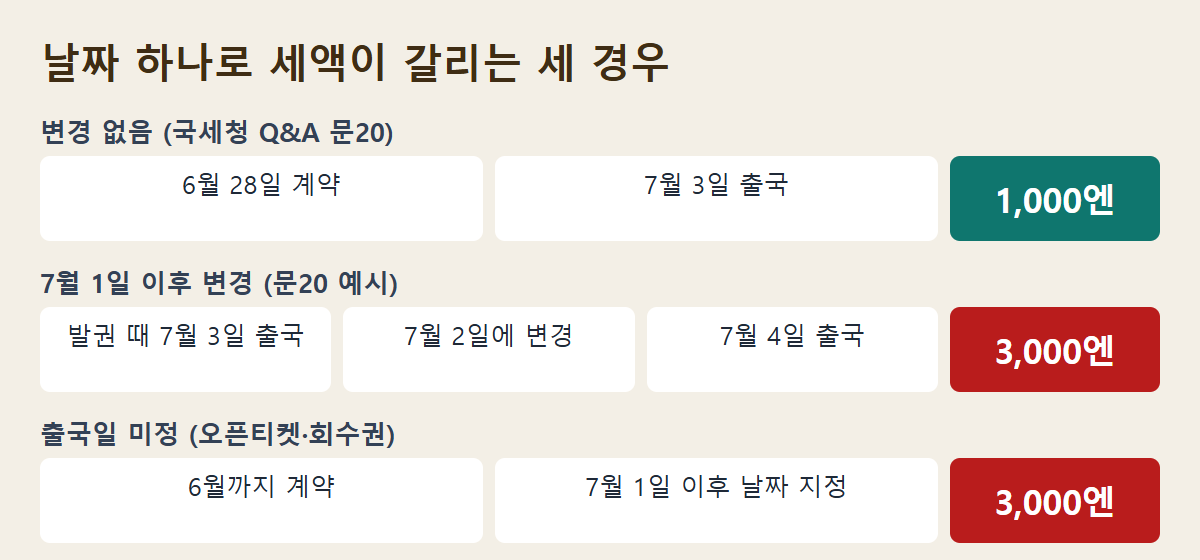 날짜 하나로 세액이 갈리는 세 경우
변경 없음 (국세청 Q&A 문20)
6월 28일 계약
7월 3일 출국
1,000엔
7월 1일 이후 변경 (문20 예시)
발권 때 7월 3일 출국
7월 2일에 변경
7월 4일 출국
3,000엔
출국일 미정 (오픈티켓·회수권)
6월까지 계약
7월 1일 이후 날짜 지정
3,000엔